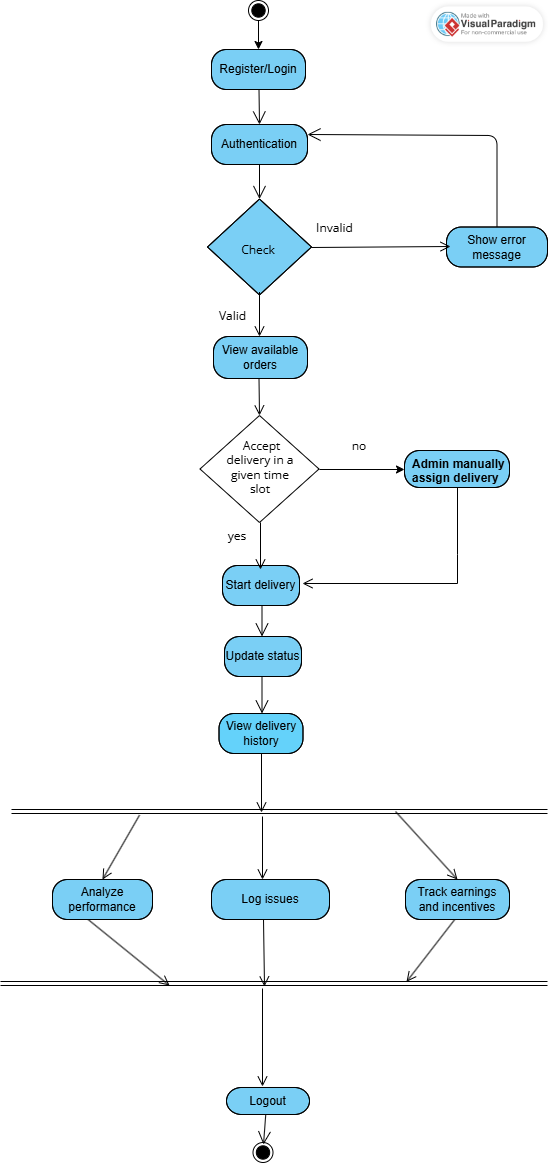 Made with
VisualParadigm
For non-commercial use
Register/Login
Authentication
Check
Invalid
Show error
message
Valid
View available
orders
Accept
delivery in a
given time
slot
no
Admin manually
assign delivery
yes
Start delivery
Update status
View delivery
history
Analyze
performance
Log issues
Track earnings
and incentives
Logout